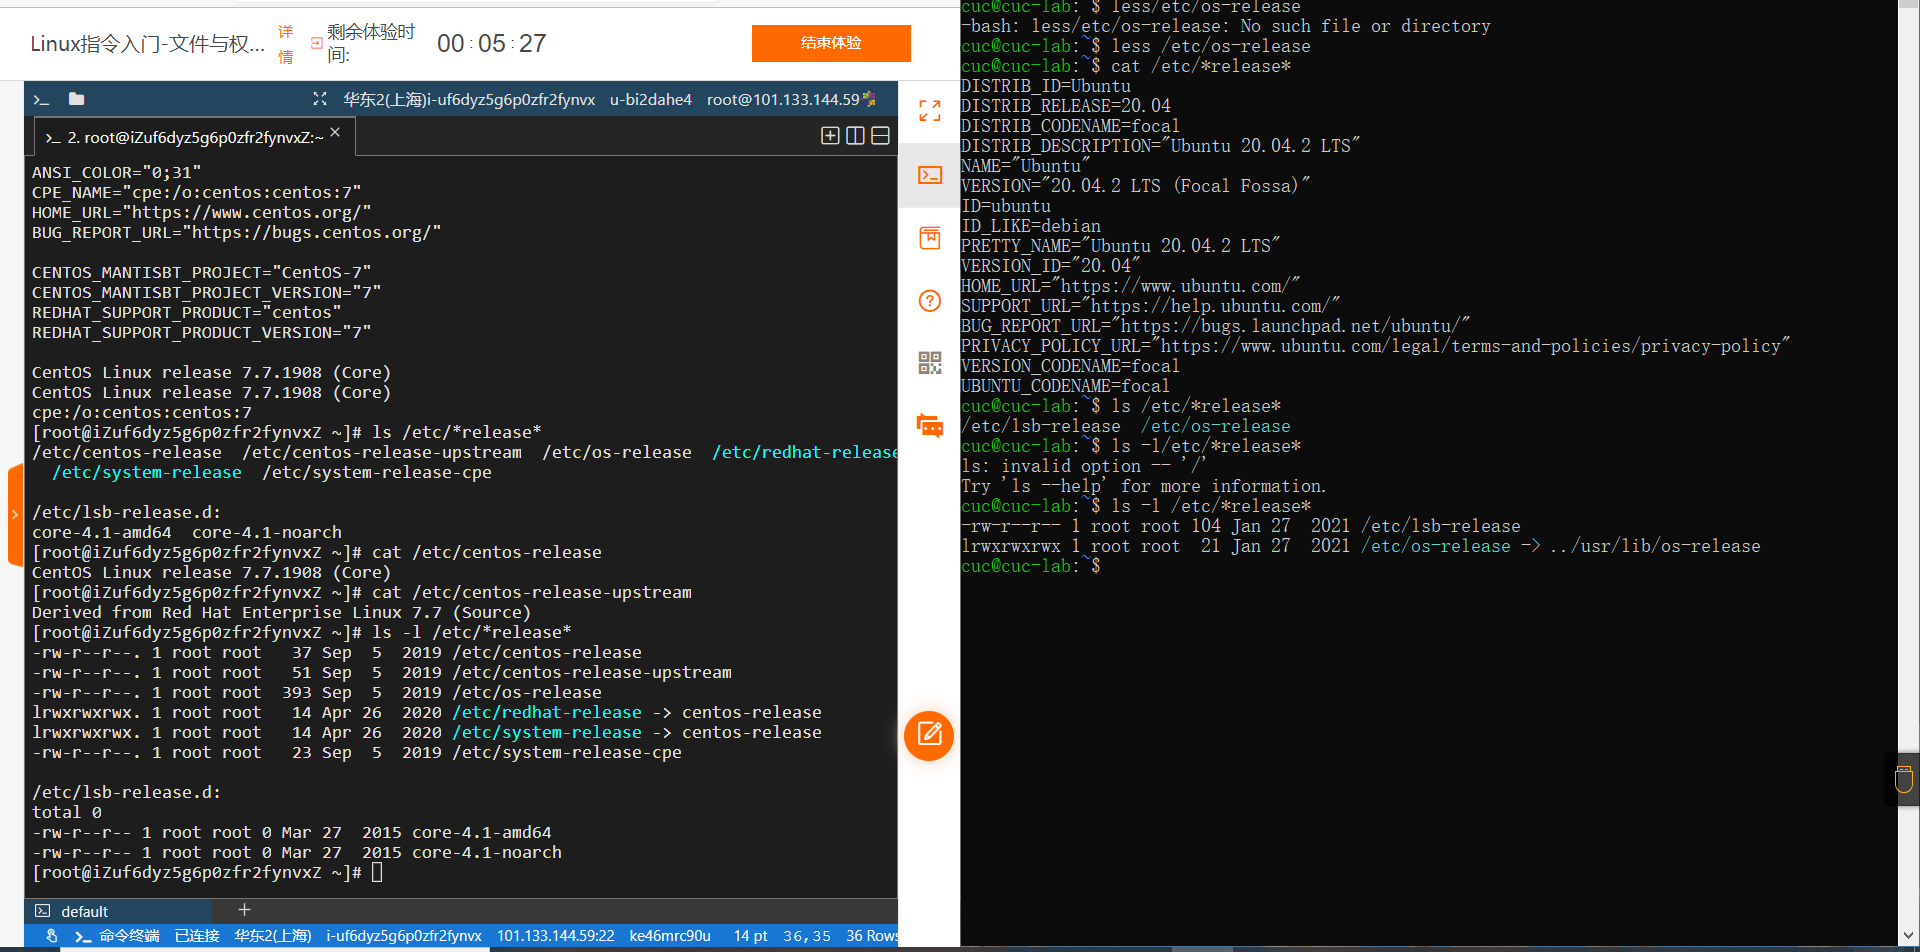 Linux指令入门-文件与权...
详情
剩余体验时间:
00:05:27
结束体验
华东2(上海)i-uf6dyz5g6p0zfr2fynvx u-bi2dahe4 root@101.133.144.59
2. root@iZuf6dyz5g6p0zfr2fynvxZ:~ ×
ANSI_COLOR="0;31"
CPE_NAME="cpe:/o:centos:centos:7"
HOME_URL="https://www.centos.org/"
BUG_REPORT_URL="https://bugs.centos.org/"
CENTOS_MANTISBT_PROJECT="CentOS-7"
CENTOS_MANTISBT_PROJECT_VERSION="7"
REDHAT_SUPPORT_PRODUCT="centos"
REDHAT_SUPPORT_PRODUCT_VERSION="7"
CentOS Linux release 7.7.1908 (Core)
CentOS Linux release 7.7.1908 (Core)
cpe:/o:centos:centos:7
[root@iZuf6dyz5g6p0zfr2fynvxZ ~]# ls /etc/*release*
/etc/centos-release /etc/centos-release-upstream /etc/os-release /etc/redhat-release
/etc/system-release /etc/system-release-cpe
/etc/lsb-release.d:
core-4.1-amd64 core-4.1-noarch
[root@iZuf6dyz5g6p0zfr2fynvxZ ~]# cat /etc/centos-release
CentOS Linux release 7.7.1908 (Core)
[root@iZuf6dyz5g6p0zfr2fynvxZ ~]# cat /etc/centos-release-upstream
Derived from Red Hat Enterprise Linux 7.7 (Source)
[root@iZuf6dyz5g6p0zfr2fynvxZ ~]# ls -l /etc/*release*
-rw-r--r--. 1 root root 37 Sep 5 2019 /etc/centos-release
-rw-r--r--. 1 root root 51 Sep 5 2019 /etc/centos-release-upstream
-rw-r--r--. 1 root root 393 Sep 5 2019 /etc/os-release
lrwxrwxrwx. 1 root root 14 Apr 26 2020 /etc/redhat-release -> centos-release
lrwxrwxrwx. 1 root root 14 Apr 26 2020 /etc/system-release -> centos-release
-rw-r--r--. 1 root root 23 Sep 5 2019 /etc/system-release-cpe
/etc/lsb-release.d:
total 0
-rw-r--r-- 1 root root 0 Mar 27 2015 core-4.1-amd64
-rw-r--r-- 1 root root 0 Mar 27 2015 core-4.1-noarch
[root@iZuf6dyz5g6p0zfr2fynvxZ ~]#
default +
命令终端 已连接 华东2(上海) i-uf6dyz5g6p0zfr2fynvx 101.133.144.59:22 ke46mrc90u 14 pt 36,35 36 Rows
cuc@cuc-lab:~$ less/etc/os-release
-bash: less/etc/os-release: No such file or directory
cuc@cuc-lab:~$ less /etc/os-release
cuc@cuc-lab:~$ cat /etc/*release*
DISTRIB_ID=Ubuntu
DISTRIB_RELEASE=20.04
DISTRIB_CODENAME=focal
DISTRIB_DESCRIPTION="Ubuntu 20.04.2 LTS"
NAME="Ubuntu"
VERSION="20.04.2 LTS (Focal Fossa)"
ID=ubuntu
ID_LIKE=debian
PRETTY_NAME="Ubuntu 20.04.2 LTS"
VERSION_ID="20.04"
HOME_URL="https://www.ubuntu.com/"
SUPPORT_URL="https://help.ubuntu.com/"
BUG_REPORT_URL="https://bugs.launchpad.net/ubuntu/"
PRIVACY_POLICY_URL="https://www.ubuntu.com/legal/terms-and-policies/privacy-policy"
VERSION_CODENAME=focal
UBUNTU_CODENAME=focal
cuc@cuc-lab:~$ ls /etc/*release*
/etc/lsb-release /etc/os-release
cuc@cuc-lab:~$ ls -l/etc/*release*
ls: invalid option -- '/'
Try 'ls --help' for more information.
cuc@cuc-lab:~$ ls -l /etc/*release*
-rw-r--r-- 1 root root 104 Jan 27 2021 /etc/lsb-release
lrwxrwxrwx 1 root root 21 Jan 27 2021 /etc/os-release -> ../usr/lib/os-release
cuc@cuc-lab:~$